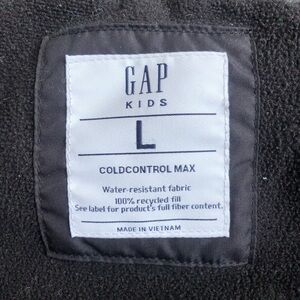 GAP
KIDS
L
COLDCONTROL MAX
Water-resistant fabric
100% recycled fill
See label for product's full fiber content.
MADE IN VIETNAM